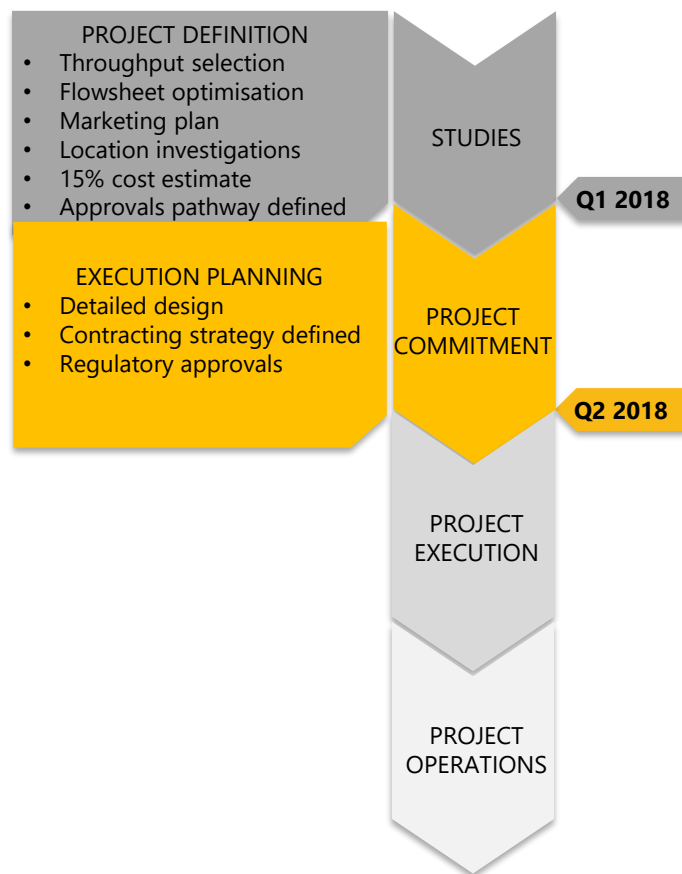 PROJECT DEFINITION
• Throughput selection
• Flowsheet optimisation
• Marketing plan
• Location investigations
• 15% cost estimate
• Approvals pathway defined
STUDIES
Q1 2018
EXECUTION PLANNING
• Detailed design
• Contracting strategy defined
• Regulatory approvals
PROJECT
COMMITMENT
Q2 2018
PROJECT
EXECUTION
PROJECT
OPERATIONS